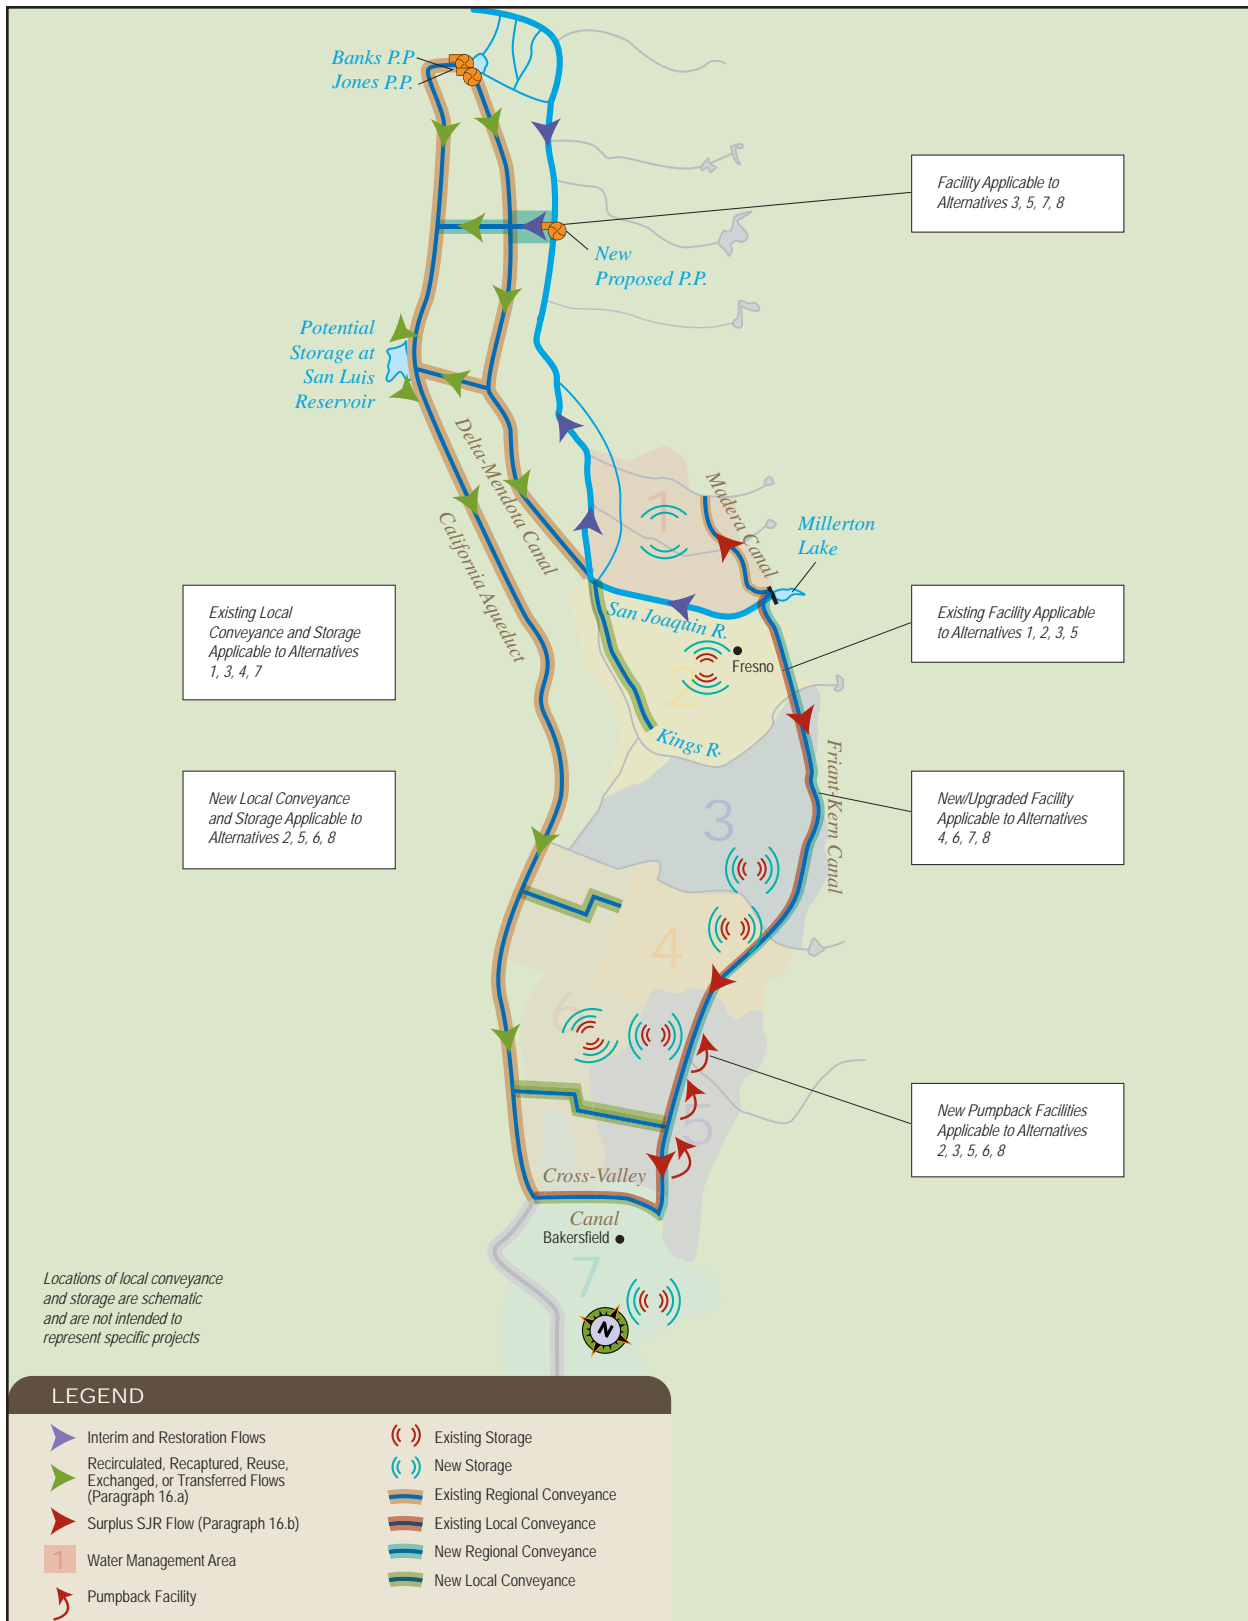 Banks P.P
Jones P.P.
Facility Applicable to
Alternatives 3, 5, 7, 8
New
Proposed P.P.
Potential
Storage at
San Luis
Reservoir
Delta-Mendota Canal
California Aqueduct
1
Madera Canal
Millerton
Lake
San Joaquin R.
Fresno
2
Kings R.
Existing Local
Conveyance and Storage
Applicable to Alternatives
1, 3, 4, 7
Existing Facility Applicable
to Alternatives 1, 2, 3, 5
New Local Conveyance
and Storage Applicable to
Alternatives 2, 5, 6, 8
3
Friant-Kern Canal
New/Upgraded Facility
Applicable to Alternatives
4, 6, 7, 8
4
6
5
New Pumpback Facilities
Applicable to Alternatives
2, 3, 5, 6, 8
Cross-Valley
Canal
Bakersfield
7
N
Locations of local conveyance
and storage are schematic
and are not intended to
represent specific projects
LEGEND
Interim and Restoration Flows
Recirculated, Recaptured, Reuse,
Exchanged, or Transferred Flows
(Paragraph 16.a)
Surplus SJR Flow (Paragraph 16.b)
1
Water Management Area
Pumpback Facility
Existing Storage
New Storage
Existing Regional Conveyance
Existing Local Conveyance
New Regional Conveyance
New Local Conveyance